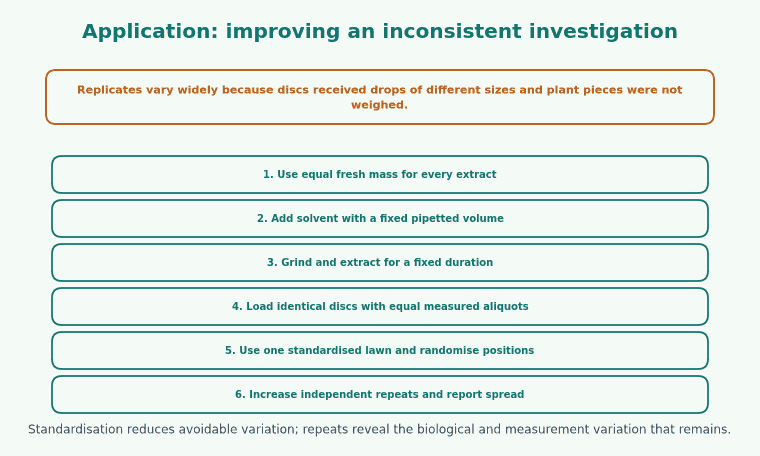 Application: improving an inconsistent investigation
Replicates vary widely because discs received drops of different sizes and plant pieces were not
weighed.
1. Use equal fresh mass for every extract
2. Add solvent with a fixed pipetted volume
3. Grind and extract for a fixed duration
4. Load identical discs with equal measured aliquots
5. Use one standardised lawn and randomise positions
6. Increase independent repeats and report spread
Standardisation reduces avoidable variation; repeats reveal the biological and measurement variation that remains.